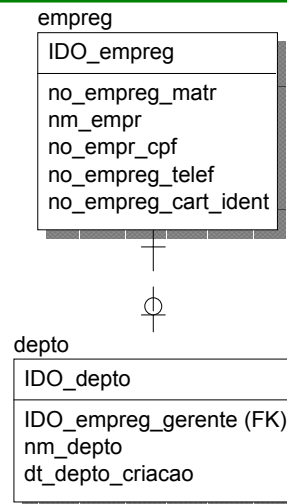 empreg
IDO_empreg
no_empreg_matr
nm_empr
no_empr_cpf
no_empreg_telef
no_empreg_cart_ident
depto
IDO_depto
IDO_empreg_gerente (FK)
nm_depto
dt_depto_criacao